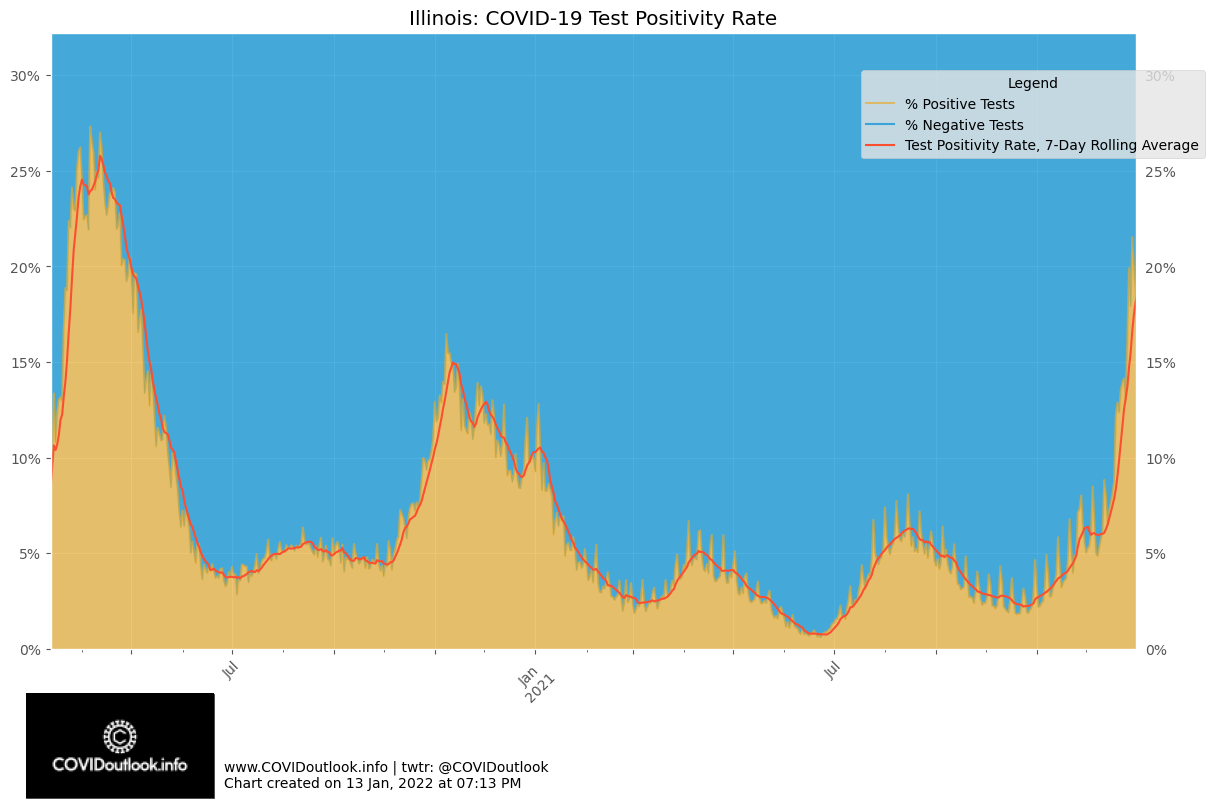 Illinois: COVID-19 Test Positivity Rate
30%
25%
20%
15%
10%
5%
0%
30%
25%
20%
15%
10%
5%
0%
Legend
% Positive Tests
% Negative Tests
Test Positivity Rate, 7-Day Rolling Average
Jul
Jan
2021
Jul
COVIDoutlook.info
www.COVIDoutlook.info | twtr: @COVIDoutlook
Chart created on 13 Jan, 2022 at 07:13 PM